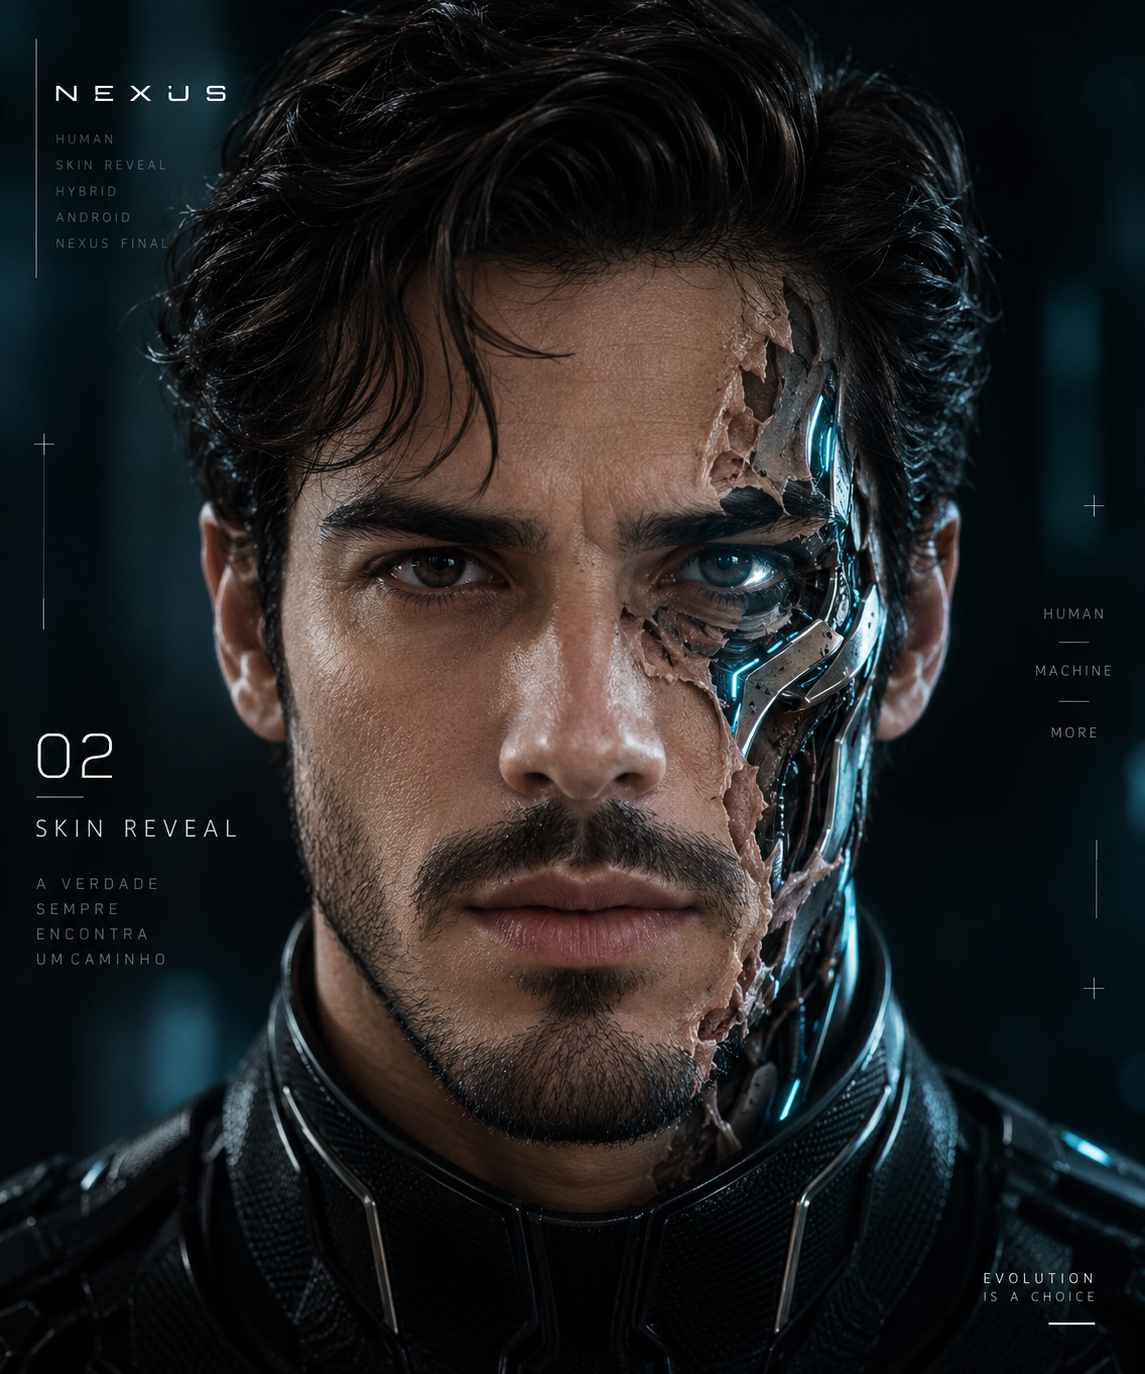 NEXUS
HUMAN
SKIN REVEAL
HYBRID
ANDROID
NEXUS FINAL
HUMAN
MACHINE
MORE
02
SKIN REVEAL
A VERDADE
SEMPRE
ENCONTRA
UM CAMINHO
EVOLUTION
IS A CHOICE